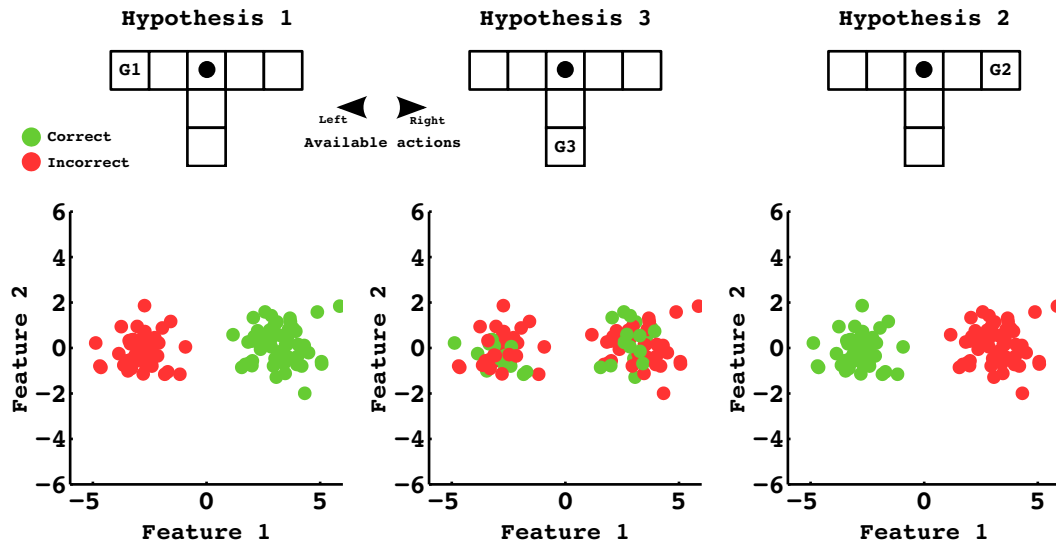 Hypothesis 1
Hypothesis 3
Hypothesis 2
G1
G2
Left
Right
Available actions
G3
Correct
Incorrect
6
4
2
0
−2
−4
−6
−5
0
5
Feature 1
Feature 2
6
4
2
0
−2
−4
−6
−5
0
5
Feature 1
Feature 2
6
4
2
0
−2
−4
−6
−5
0
5
Feature 1
Feature 2